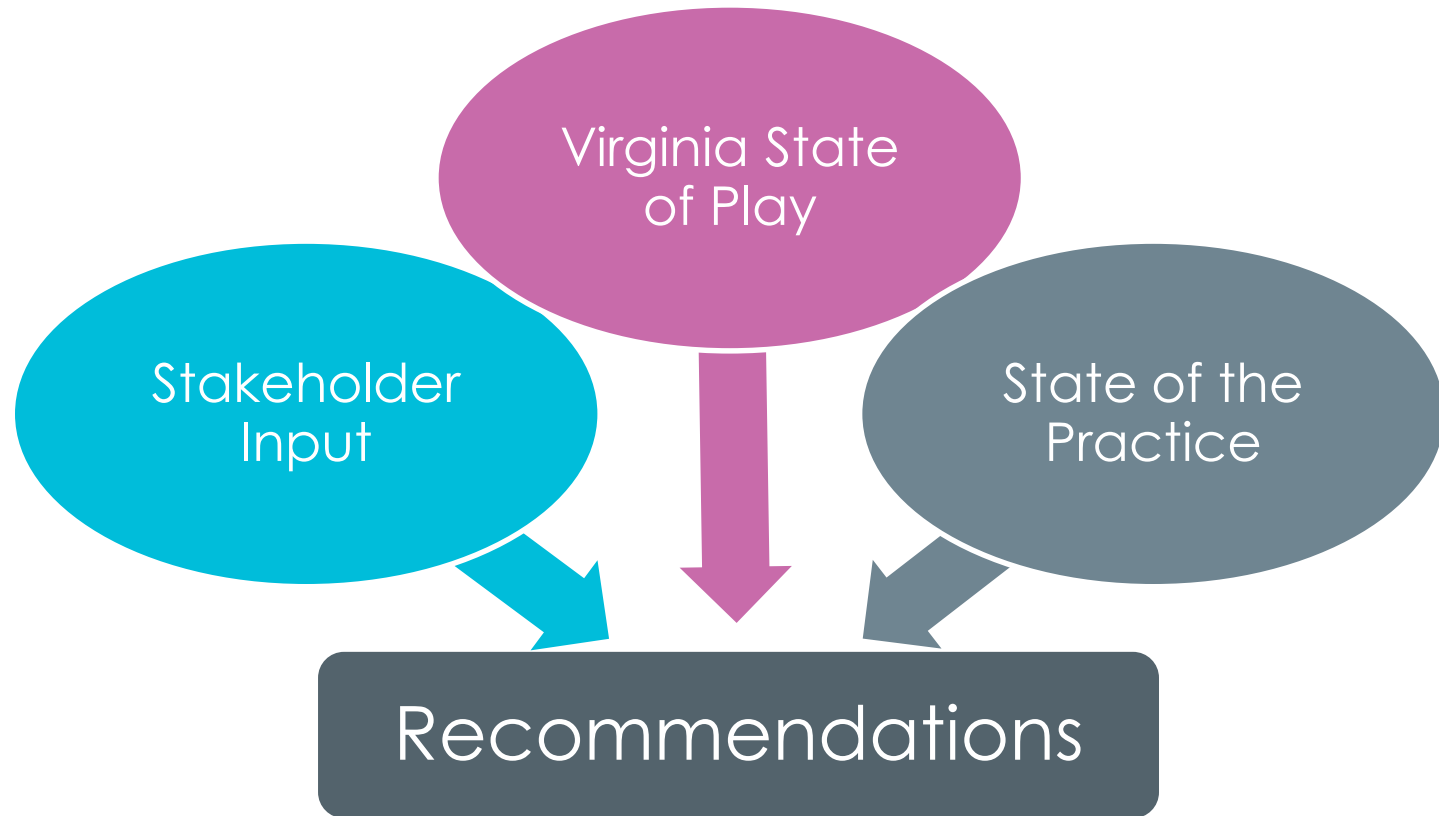 Virginia State
of Play
Stakeholder
Input
State of the
Practice
Recommendations